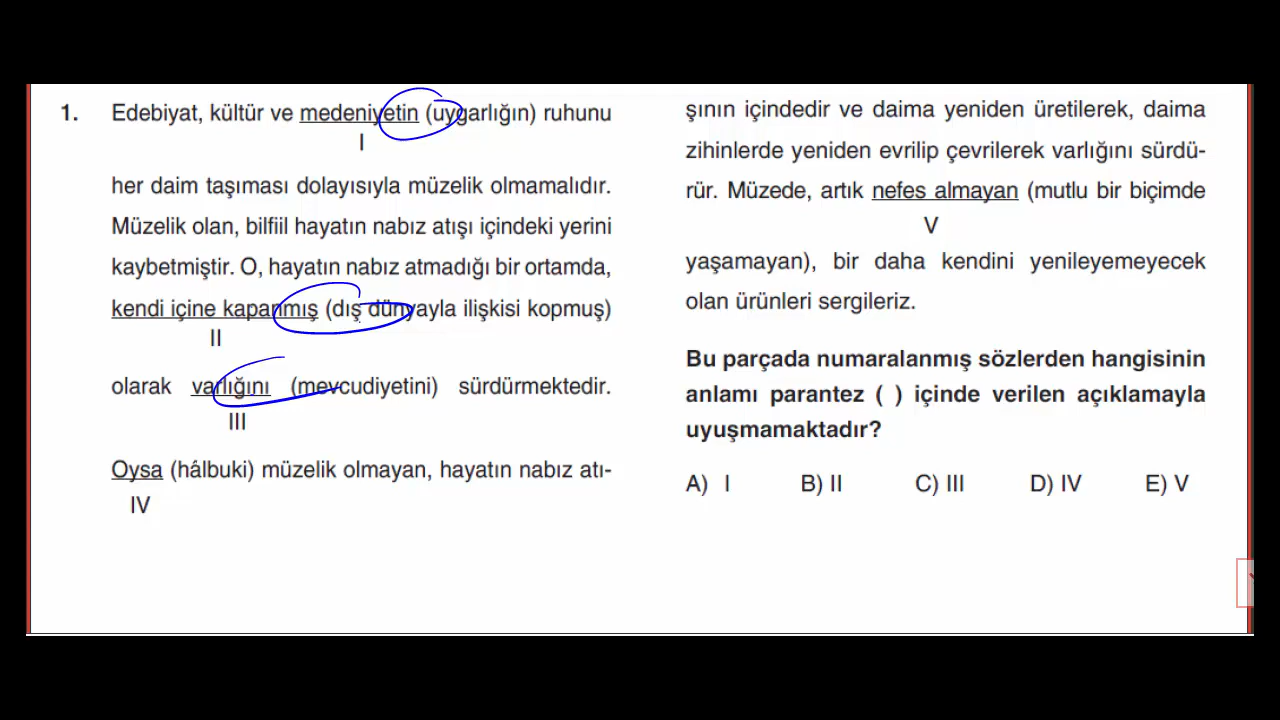 1. Edebiyat, kültür ve medeniyetin (uygarlığın) ruhunu
I
her daim taşıması dolayısıyla müzelik olmamalıdır.
Müzelik olan, bilfiil hayatın nabız atışı içindeki yerini
kaybetmiştir. O, hayatın nabız atmadığı bir ortamda,
kendi içine kapanmış (dış dünyayla ilişkisi kopmuş)
II
olarak varlığını (mevcudiyetini) sürdürmektedir.
III
Oysa (hâlbuki) müzelik olmayan, hayatın nabız atı-
IV
şının içindedir ve daima yeniden üretilerek, daima
zihinlerde yeniden evrilip çevrilerek varlığını sürdü-
rür. Müzede, artık nefes almayan (mutlu bir biçimde
V
yaşamayan), bir daha kendini yenileyemeyecek
olan ürünleri sergileriz.
Bu parçada numaralanmış sözlerden hangisinin
anlamı parantez ( ) içinde verilen açıklamayla
uyuşmamaktadır?
A) I B) II C) III D) IV E) V